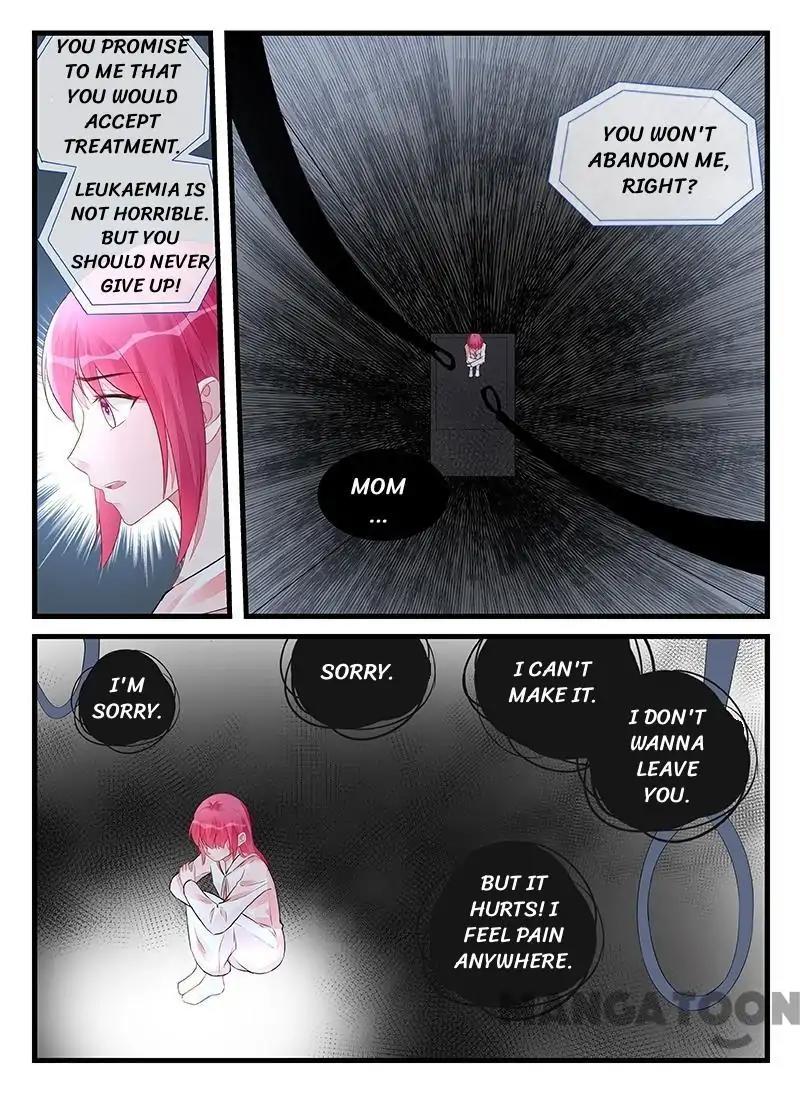 YOU PROMISE
TO ME THAT
YOU WOULD
ACCEPT
TREATMENT.
LEUKAEMIA IS
NOT HORRIBLE.
BUT YOU
SHOULD NEVER
GIVE UP!
YOU WON'T
ABANDON ME,
RIGHT?
MOM
...
I'M
SORRY.
SORRY.
I CAN'T
MAKE IT.
I DON'T
WANNA
LEAVE
YOU.
BUT IT
HURTS! I
FEEL PAIN
ANYWHERE.
MANGATOON